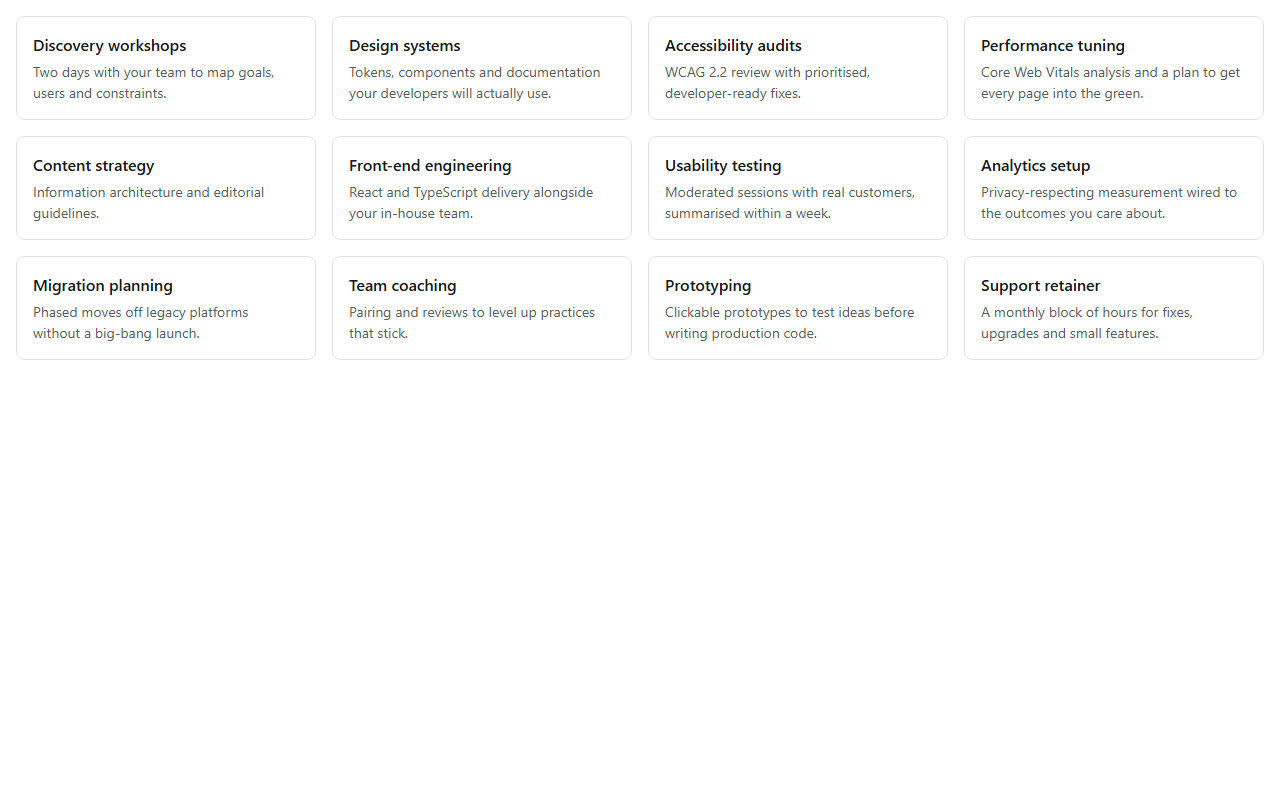 Discovery workshops
Two days with your team to map goals,
users and constraints.
Design systems
Tokens, components and documentation
your developers will actually use.
Accessibility audits
WCAG 2.2 review with prioritised,
developer-ready fixes.
Performance tuning
Core Web Vitals analysis and a plan to get
every page into the green.
Content strategy
Information architecture and editorial
guidelines.
Front-end engineering
React and TypeScript delivery alongside
your in-house team.
Usability testing
Moderated sessions with real customers,
summarised within a week.
Analytics setup
Privacy-respecting measurement wired to
the outcomes you care about.
Migration planning
Phased moves off legacy platforms
without a big-bang launch.
Team coaching
Pairing and reviews to level up practices
that stick.
Prototyping
Clickable prototypes to test ideas before
writing production code.
Support retainer
A monthly block of hours for fixes,
upgrades and small features.